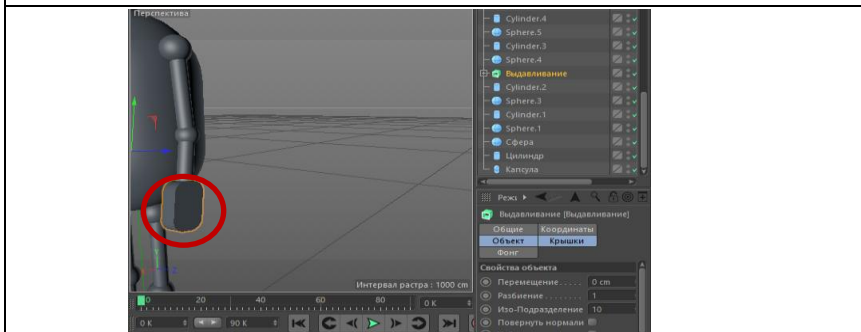 Перспектива
Cylinder.4
Sphere.5
Cylinder.3
Sphere.4
Выдавливание
Cylinder.2
Sphere.3
Cylinder.1
Sphere.1
Сфера
Цилиндр
Капсула
Режи
Выдавливание [Выдавливание]
Общие Координаты
Объект Крышки
Фонг
Свойства объекта
Перемещение..... 0 cm
Разбиение........ 1
Изо-Подразделение 10
Повернуть нормали
Интервал растра : 1000 cm
0 20 40 60 80 0 K
0 K 90 K